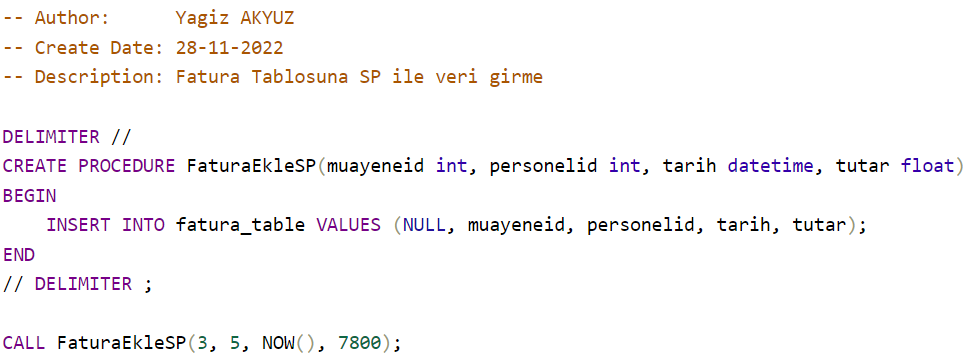 -- Author:      Yagiz AKYUZ
-- Create Date: 28-11-2022
-- Description: Fatura Tablosuna SP ile veri girme

DELIMITER //
CREATE PROCEDURE FaturaEkleSP(muayeneid int, personelid int, tarih datetime, tutar float)
BEGIN
    INSERT INTO fatura_table VALUES (NULL, muayeneid, personelid, tarih, tutar);
END
// DELIMITER ;

CALL FaturaEkleSP(3, 5, NOW(), 7800);